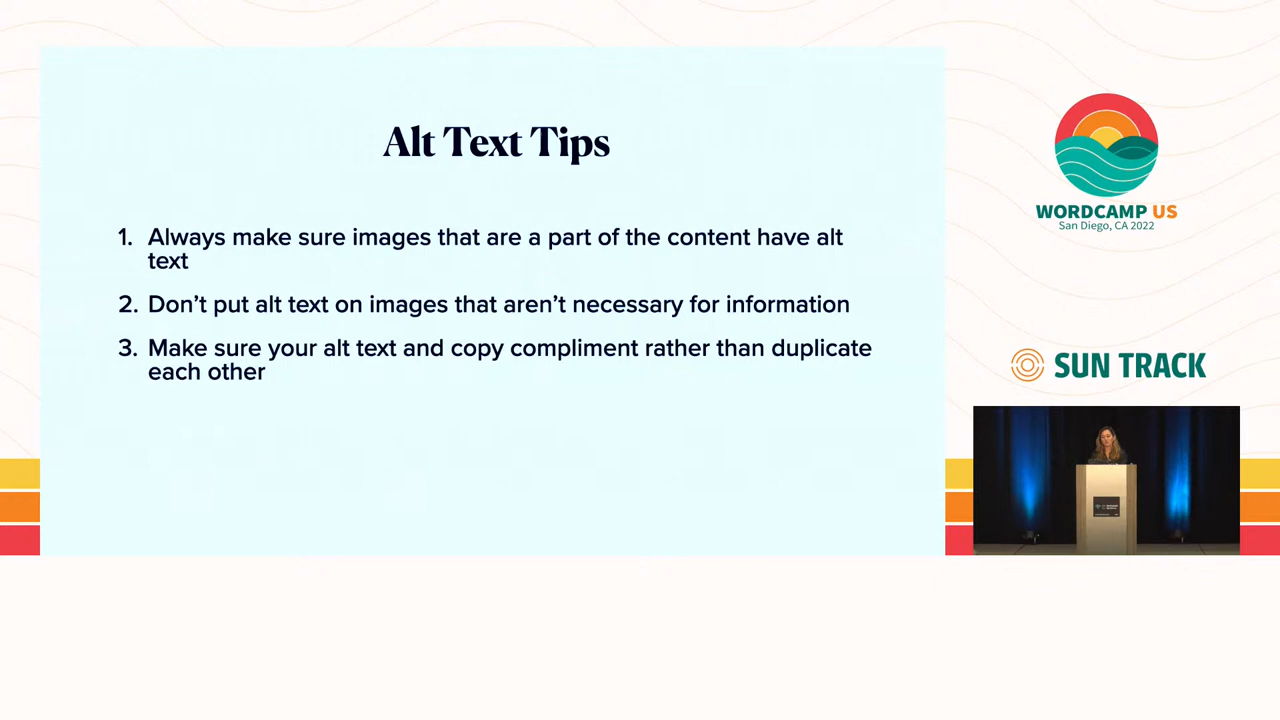 Alt Text Tips
1. Always make sure images that are a part of the content have alt
text
2. Don’t put alt text on images that aren’t necessary for information
3. Make sure your alt text and copy compliment rather than duplicate
each other
WORDCAMP US
San Diego, CA 2022
SUN TRACK